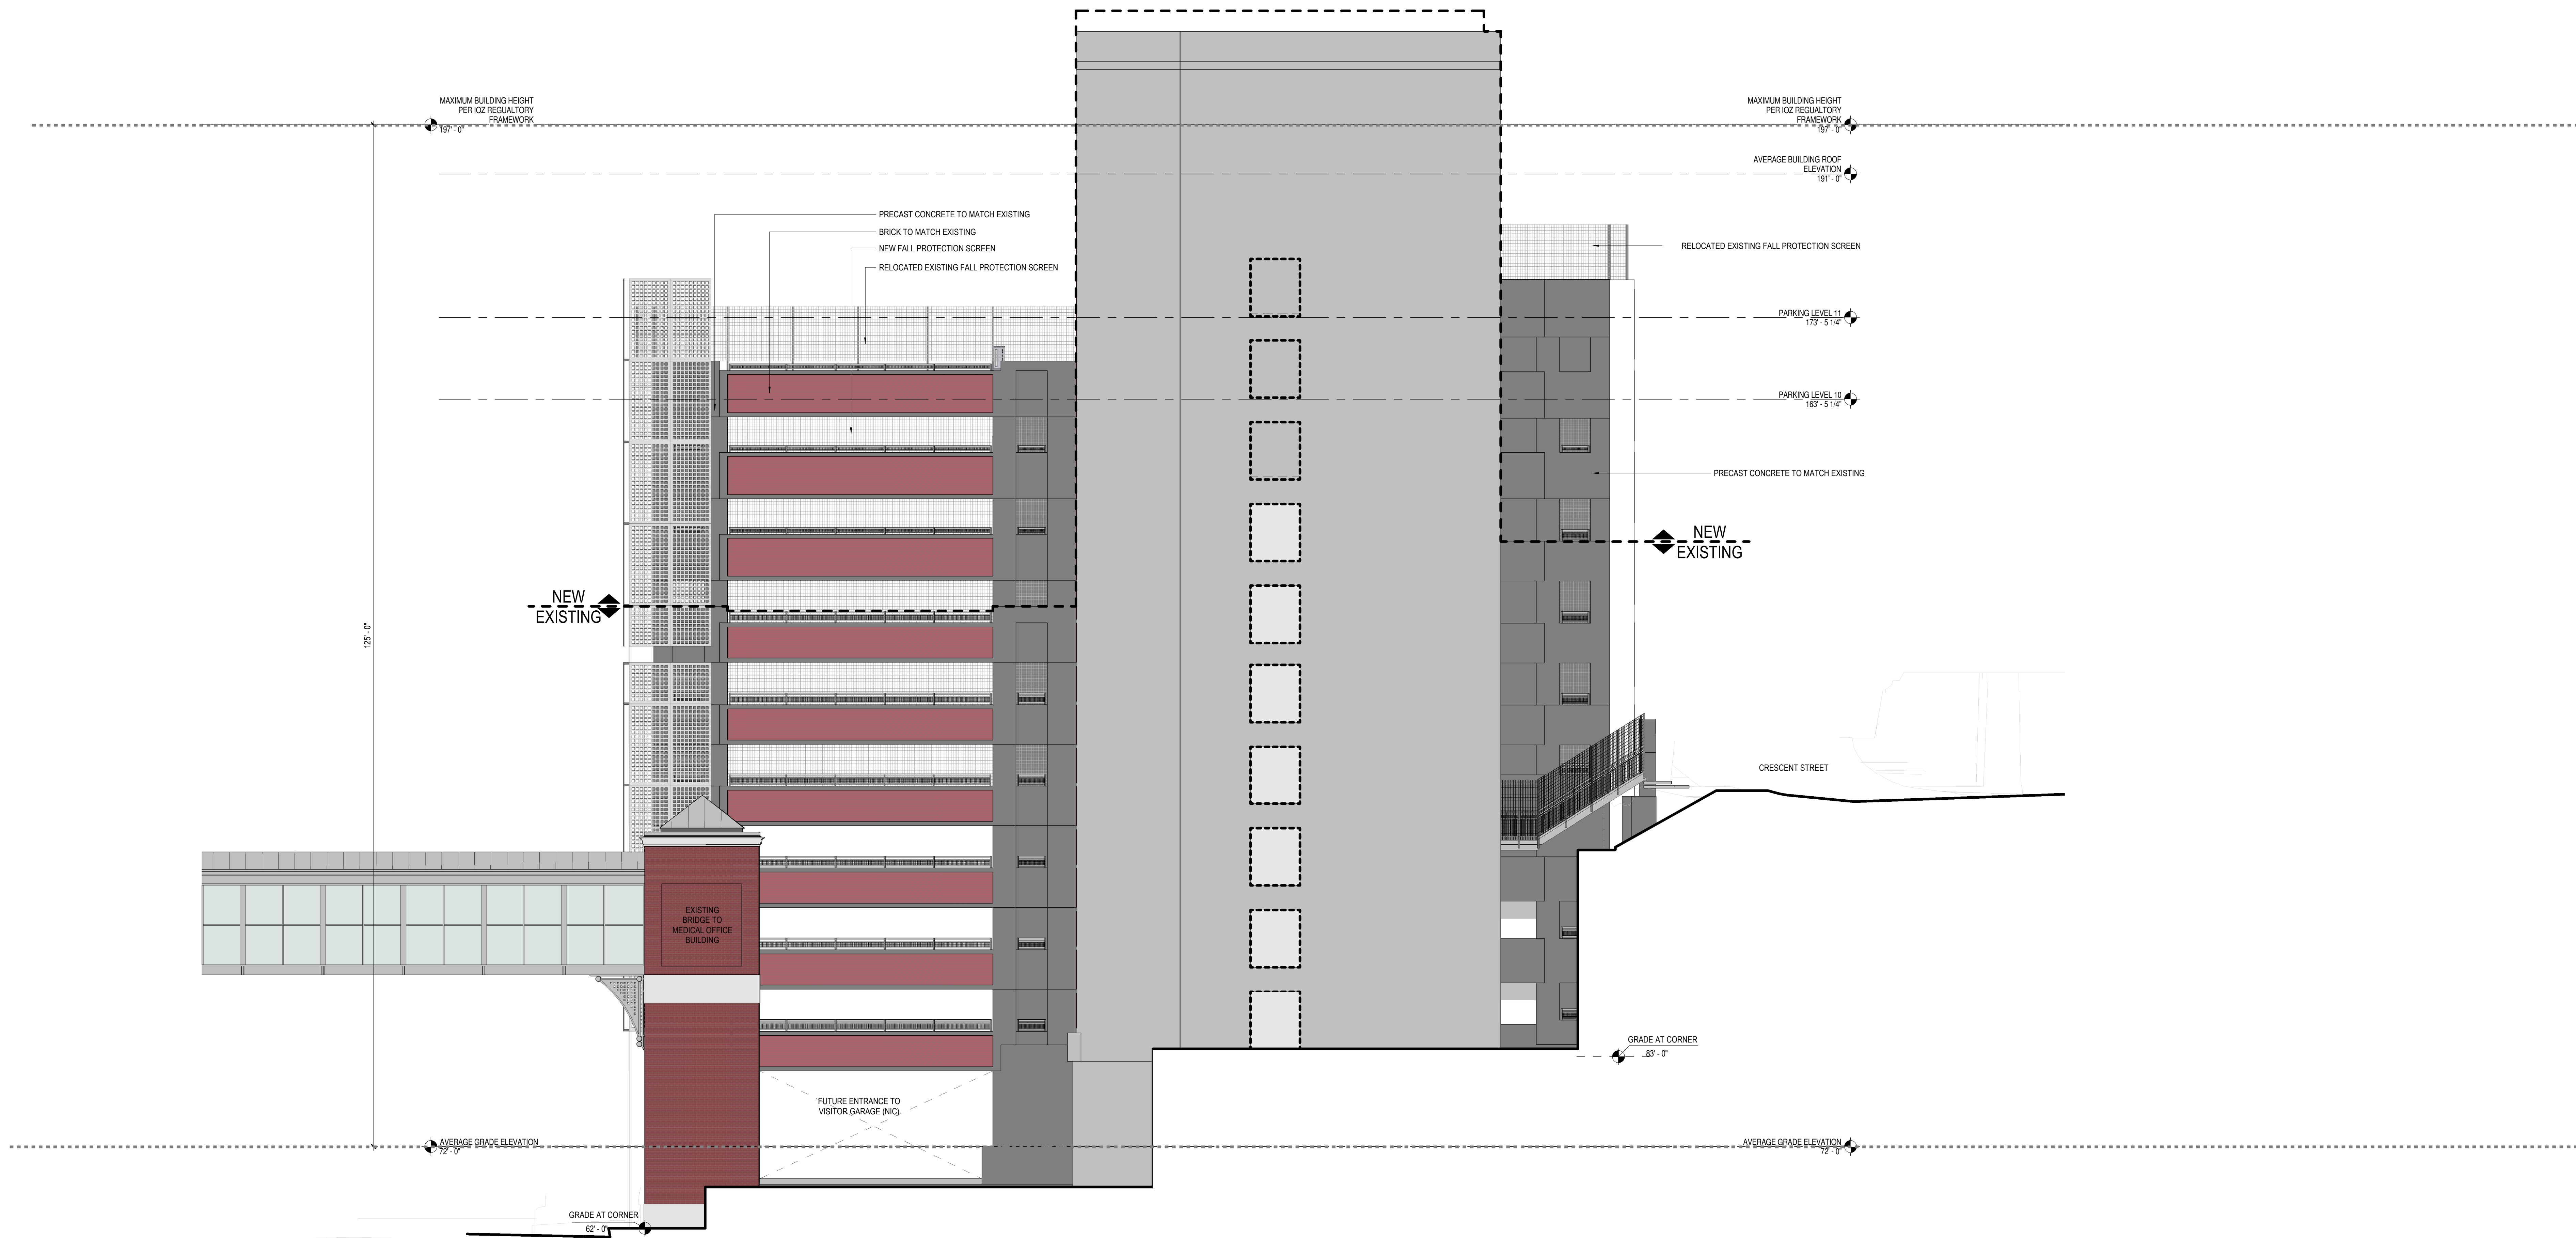 MAXIMUM BUILDING HEIGHT
PER IOZ REGUALTORY
FRAMEWORK
197' - 0"
MAXIMUM BUILDING HEIGHT
PER IOZ REGUALTORY
FRAMEWORK
197' - 0"
AVERAGE BUILDING ROOF
ELEVATION
191' - 0"
PRECAST CONCRETE TO MATCH EXISTING
BRICK TO MATCH EXISTING
NEW FALL PROTECTION SCREEN
RELOCATED EXISTING FALL PROTECTION SCREEN
RELOCATED EXISTING FALL PROTECTION SCREEN
PARKING LEVEL 11
173' - 5 1/4"
PARKING LEVEL 10
163' - 5 1/4"
PRECAST CONCRETE TO MATCH EXISTING
NEW
EXISTING
NEW
EXISTING
125' - 0"
CRESCENT STREET
EXISTING
BRIDGE TO
MEDICAL OFFICE
BUILDING
GRADE AT CORNER
83' - 0"
FUTURE ENTRANCE TO
VISITOR GARAGE (NIC)
AVERAGE GRADE ELEVATION
72' - 0"
AVERAGE GRADE ELEVATION
72' - 0"
GRADE AT CORNER
62' - 0"